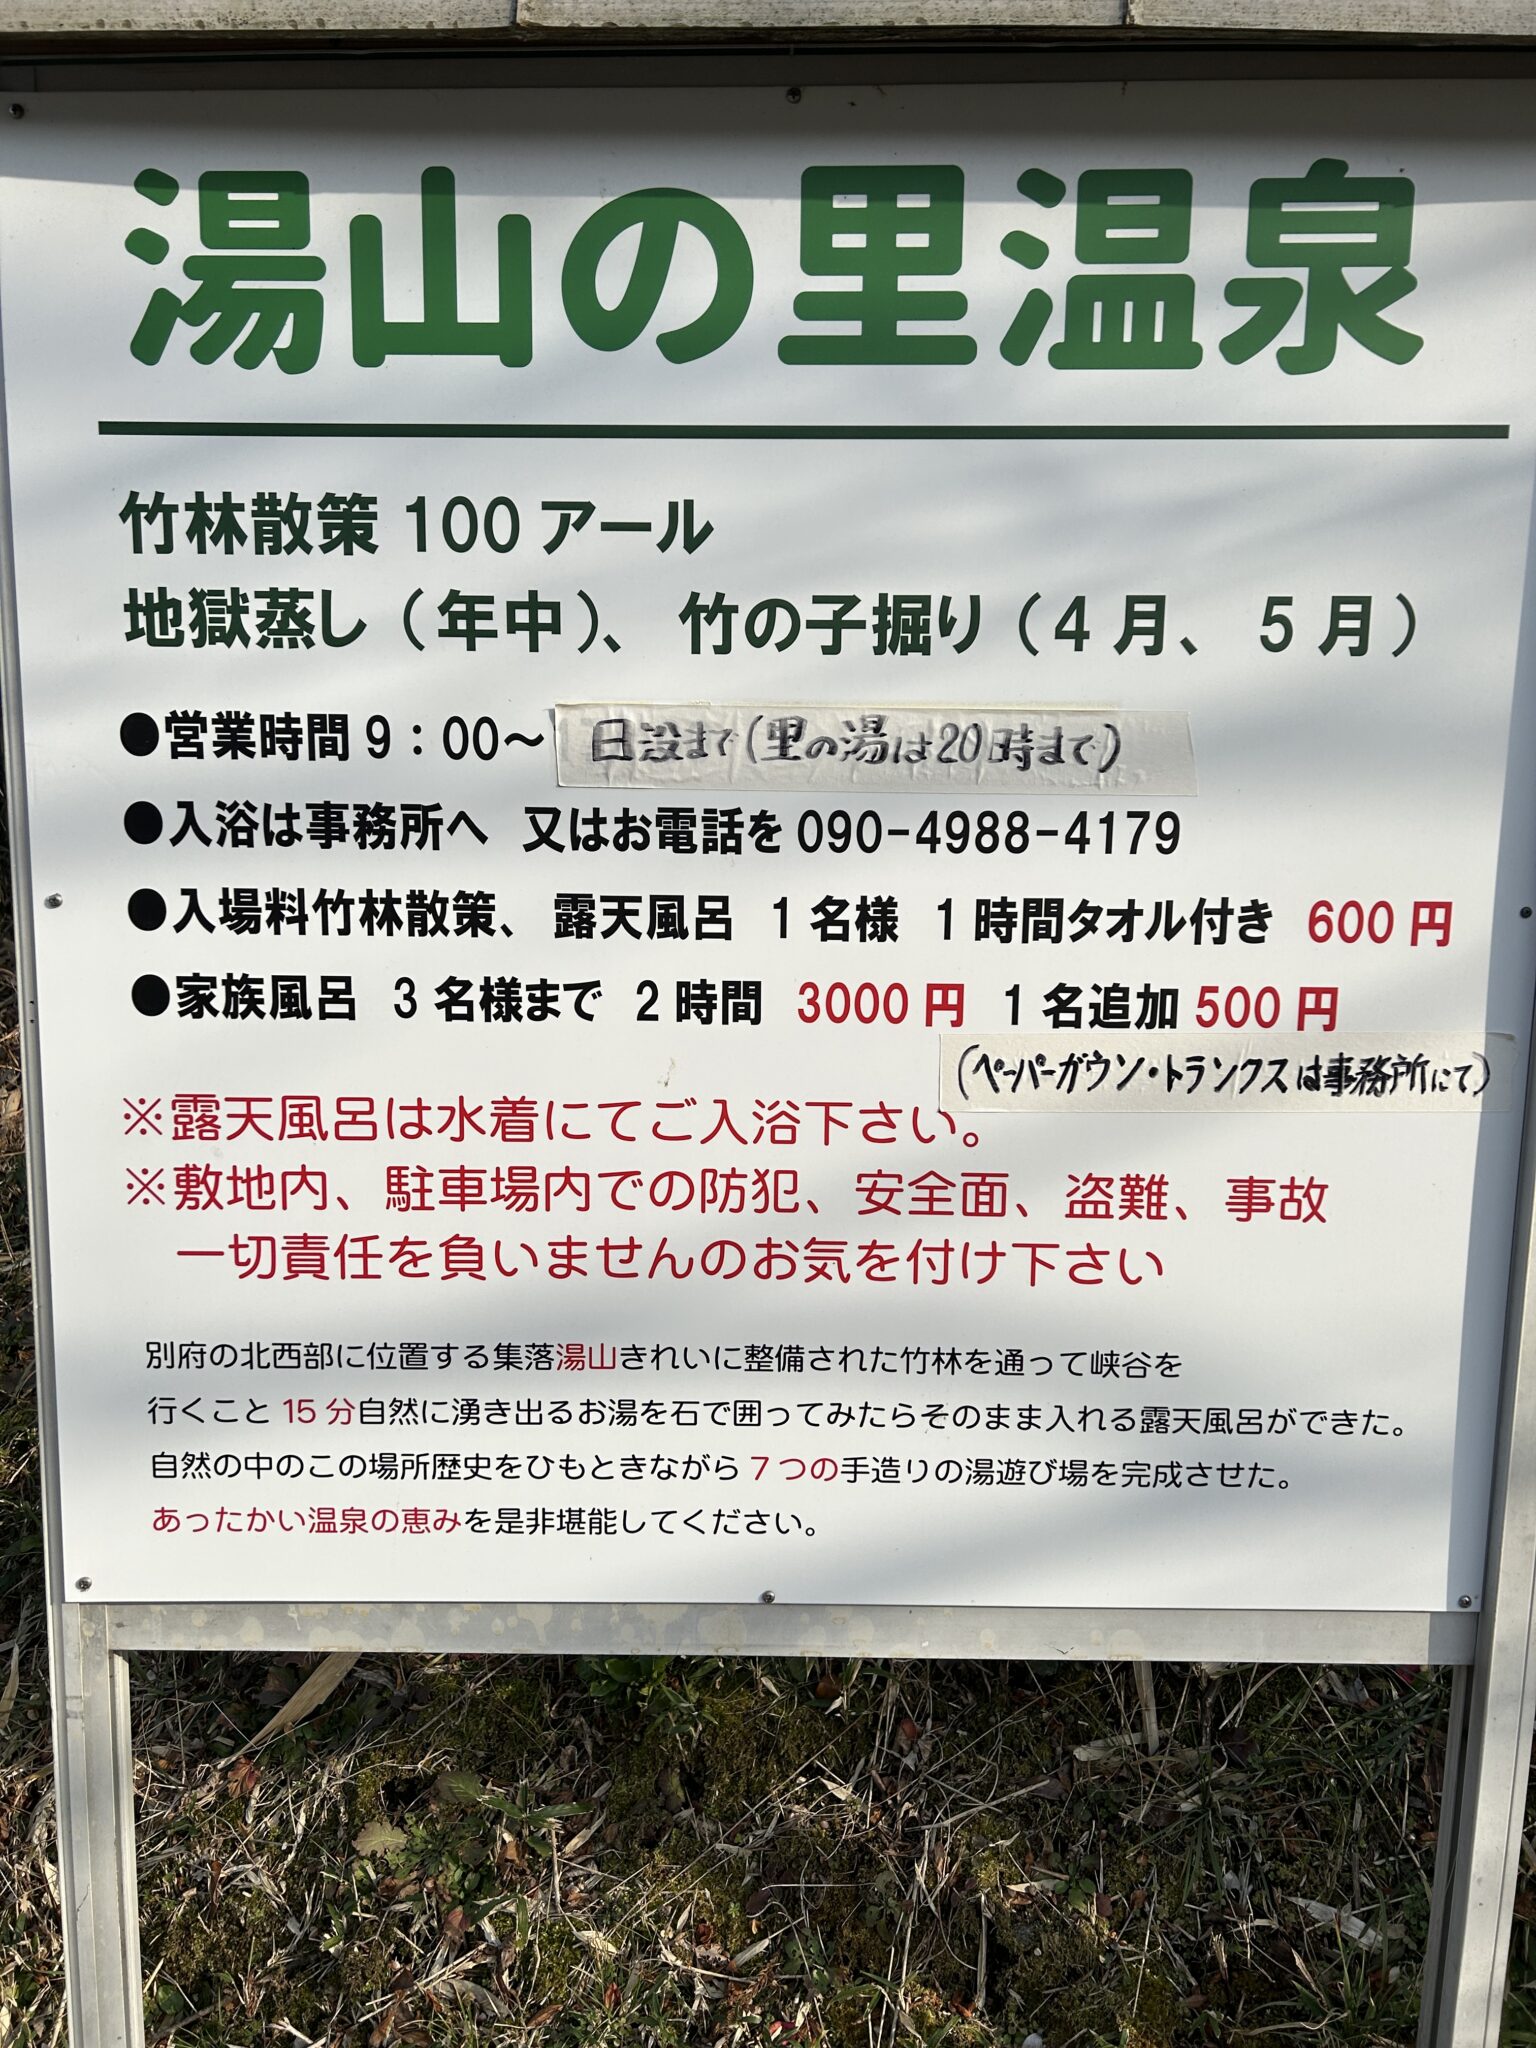 湯山の里温泉
竹林散策 100 アール
地獄蒸し（年中）、竹の子掘り（4月、5月）
●営業時間 9：00～日没まで（里の湯は20時まで）
●入浴は事務所へ 又はお電話を 090-4988-4179
●入場料竹林散策、露天風呂 1名様 1時間タオル付き 600円
●家族風呂 3名様まで 2時間 3000円 1名追加 500円
（ペーパーガウン・トランクスは事務所にて）
※露天風呂は水着にてご入浴下さい。
※敷地内、駐車場内での防犯、安全面、盗難、事故
一切責任を負いませんのお気を付け下さい
別府の北西部に位置する集落湯山きれいに整備された竹林を通って峡谷を
行くこと 15分自然に湧き出るお湯を石で囲ってみたらそのまま入れる露天風呂ができた。
自然の中のこの場所歴史をひもときながら7つの手造りの湯遊び場を完成させた。
あったかい温泉の恵みを是非堪能してください。